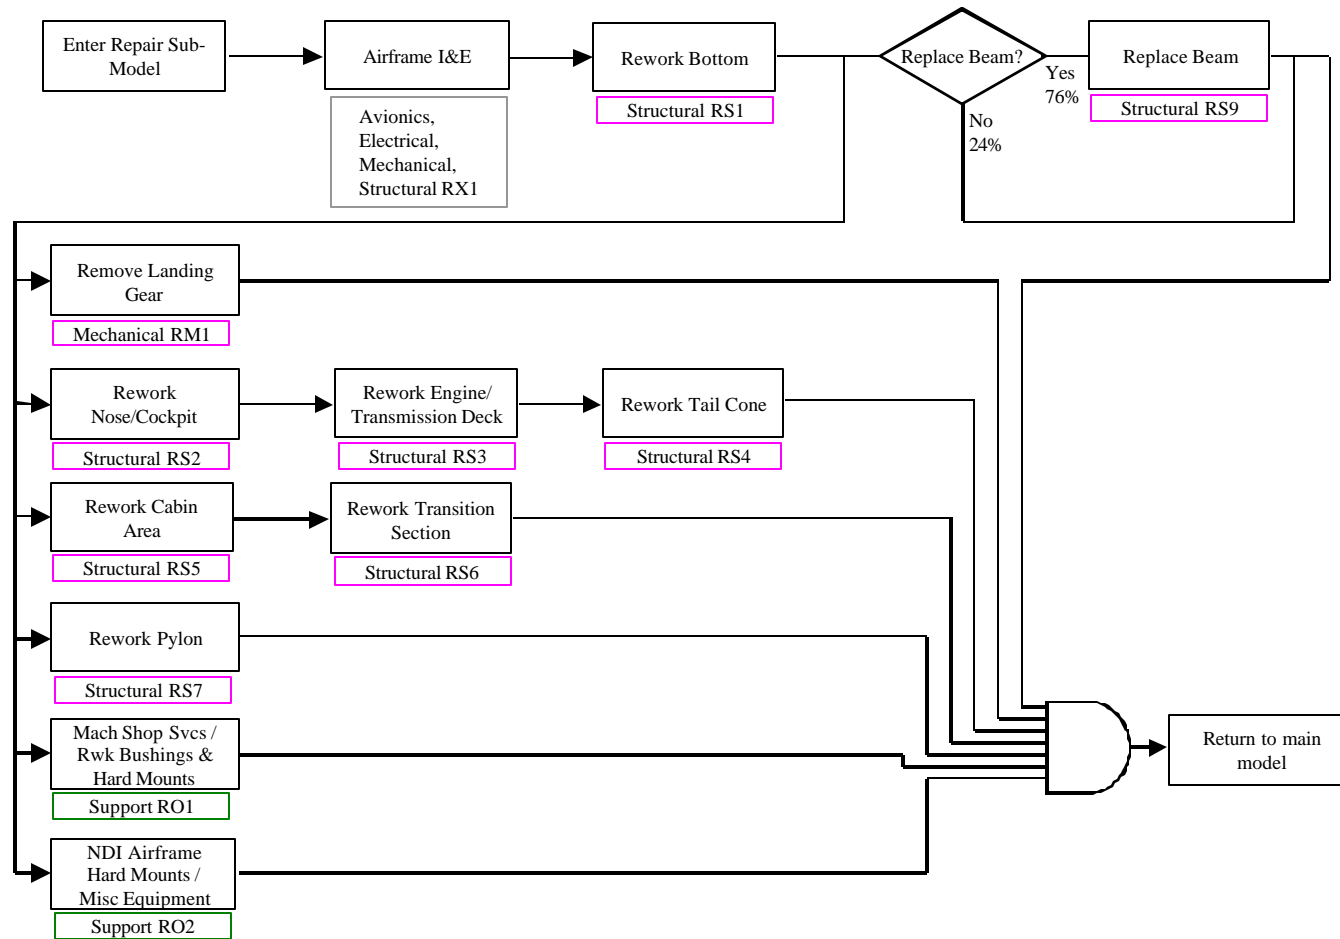 Enter Repair Sub-
Model
Airframe I&E
Avionics,
Electrical,
Mechanical,
Structural RX1
Rework Bottom
Structural RS1
Replace Beam?
Yes
76%
No
24%
Replace Beam
Structural RS9
Remove Landing
Gear
Mechanical RM1
Rework
Nose/Cockpit
Structural RS2
Rework Engine/
Transmission Deck
Structural RS3
Rework Tail Cone
Structural RS4
Rework Cabin
Area
Structural RS5
Rework Transition
Section
Structural RS6
Rework Pylon
Structural RS7
Mach Shop Svcs /
Rwk Bushings &
Hard Mounts
Support RO1
NDI Airframe
Hard Mounts /
Misc Equipment
Support RO2
Return to main
model